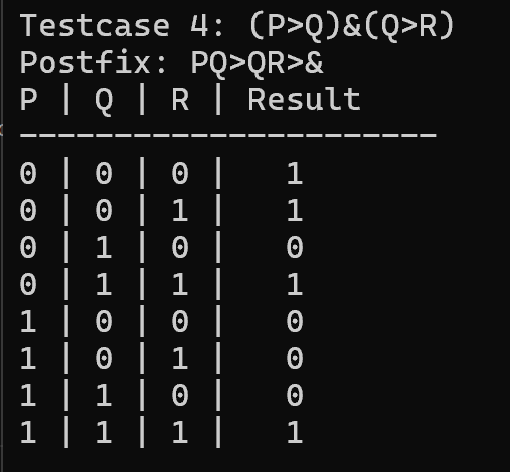 Testcase 4: (P>Q)&(Q>R)
Postfix: PQ>QR>&
P | Q | R | Result
----------------------
0 | 0 | 0 |   1
0 | 0 | 1 |   1
0 | 1 | 0 |   0
0 | 1 | 1 |   1
1 | 0 | 0 |   0
1 | 0 | 1 |   0
1 | 1 | 0 |   0
1 | 1 | 1 |   1